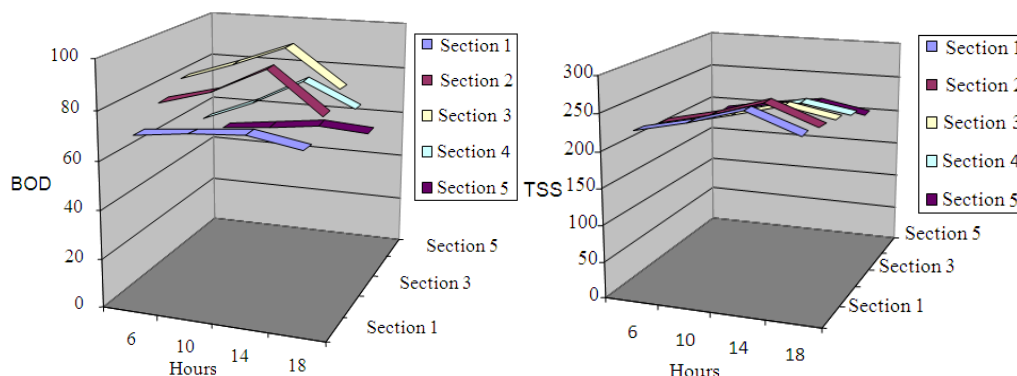 100
80
60
40
20
0
BOD
6
10
14
18
Hours
Section 1
Section 3
Section 5
Section 1
Section 2
Section 3
Section 4
Section 5
300
250
200
150
100
50
0
TSS
6
10
14
18
Hours
Section 1
Section 3
Section 5
Section 1
Section 2
Section 3
Section 4
Section 5